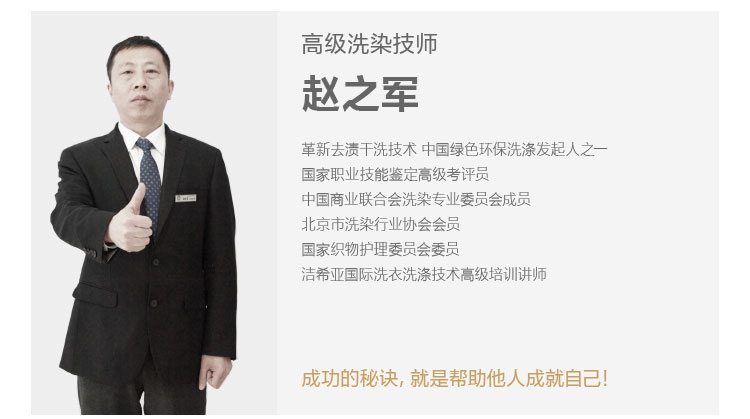 高级洗染技师
赵之军
革新去渍干洗技术 中国绿色环保洗涤发起人之一
国家职业技能鉴定高级考评员
中国商业联合会洗染专业委员会成员
北京市洗染行业协会会员
国家织物护理委员会委员
洁希亚国际洗衣洗涤技术高级培训讲师
成功的秘诀, 就是帮助他人成就自己!